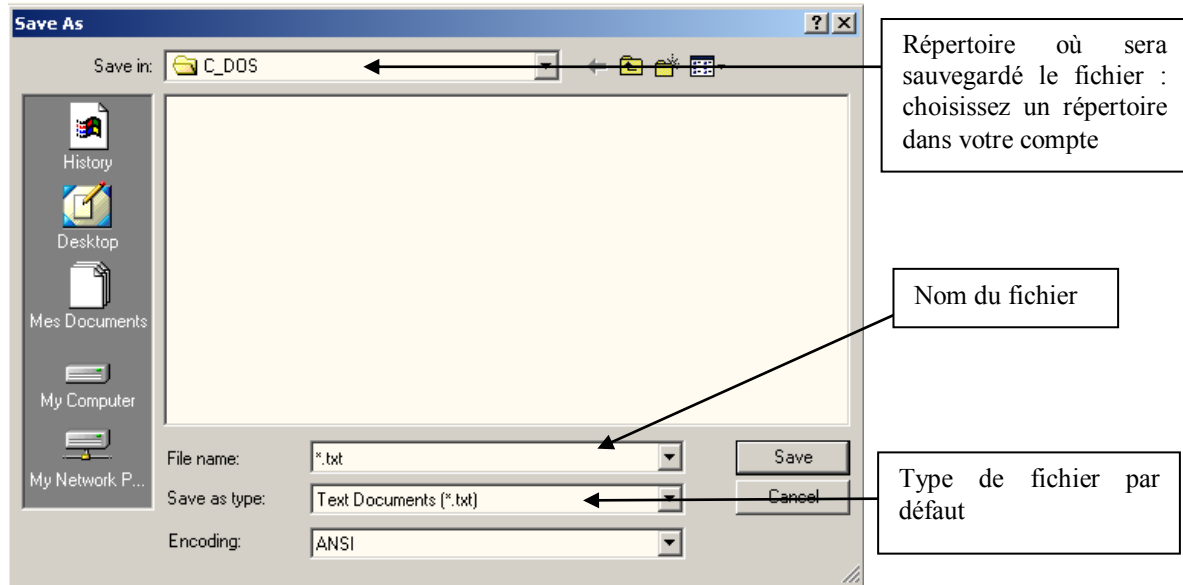 Save As
Save in: C_DOS
Répertoire où sera
sauvegardé le fichier :
choisissez un répertoire
dans votre compte
History
Desktop
Mes Documents
My Computer
My Network P...
Nom du fichier
File name: *.txt Save
Save as type: Text Documents (*.txt) Cancel
Encoding: ANSI
Type de fichier par
défaut